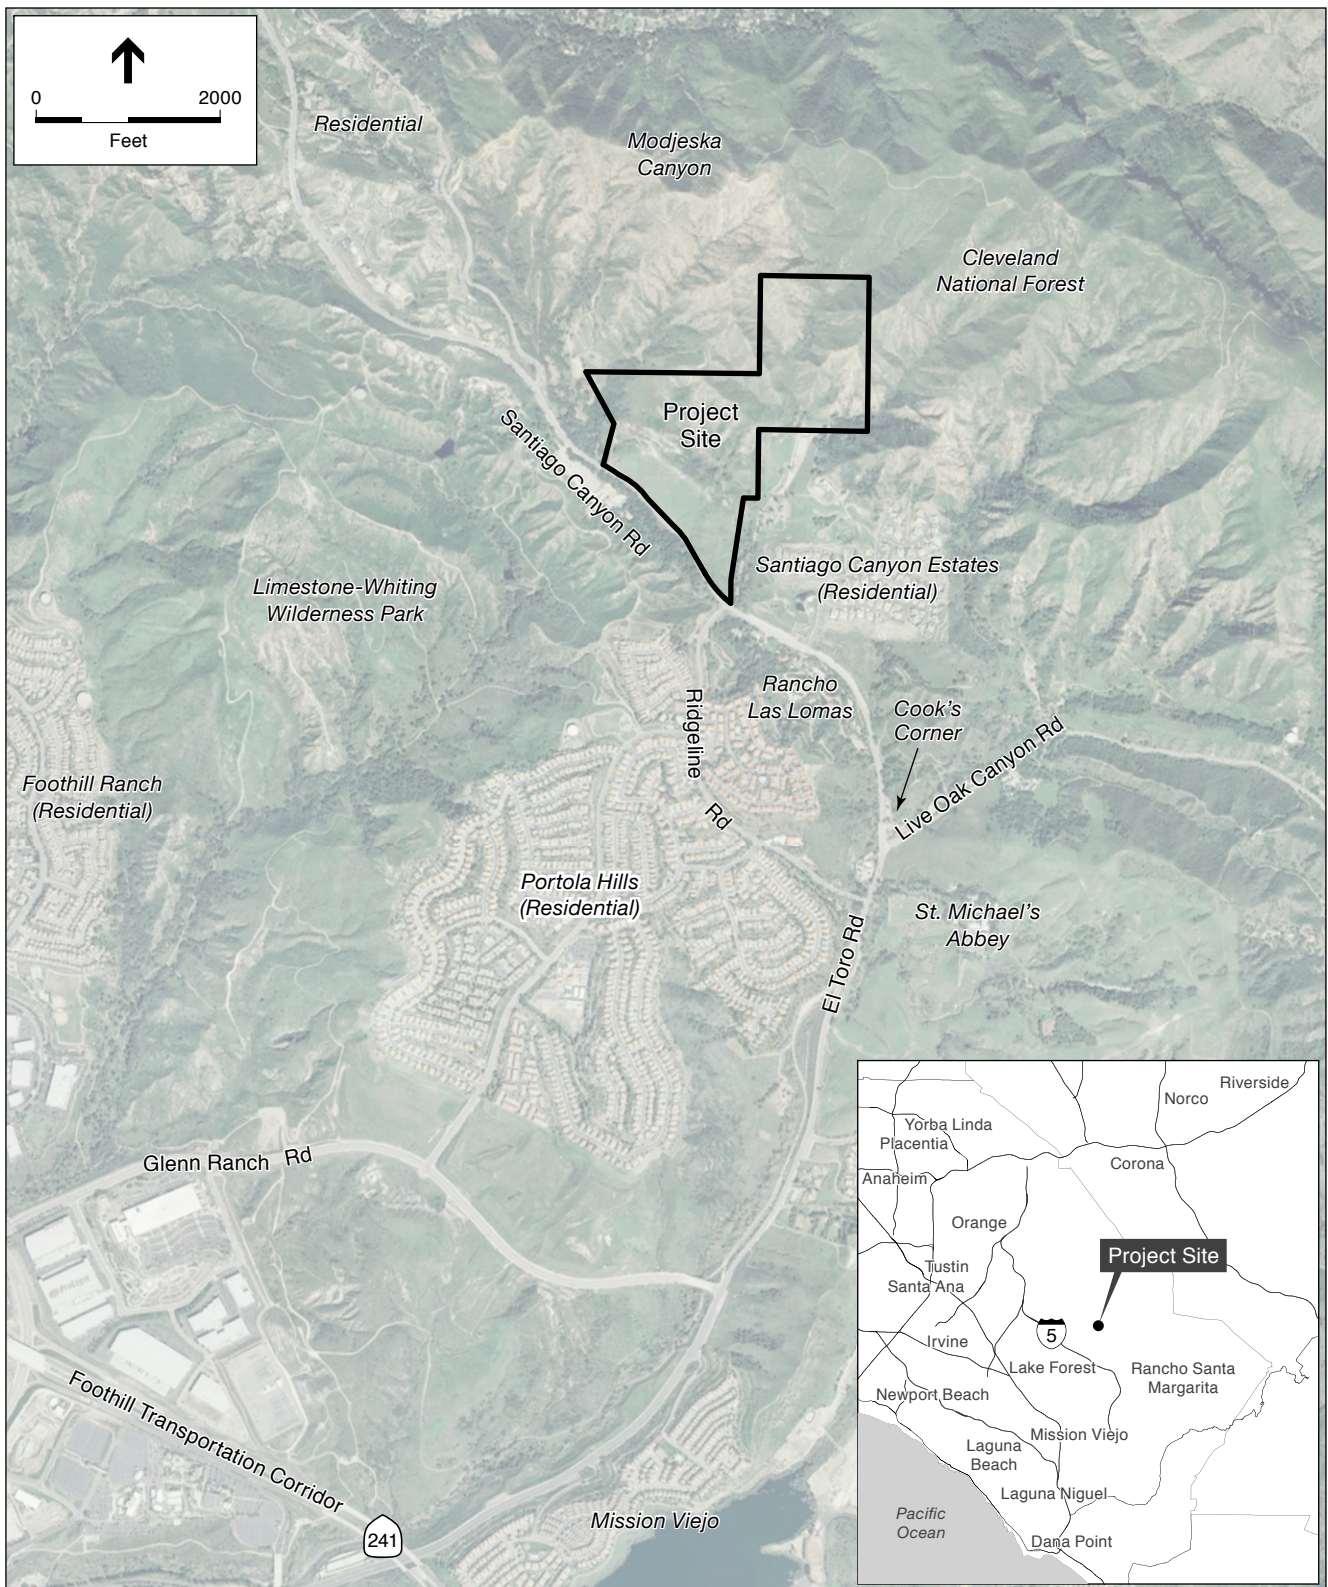 0 2000
Feet
Residential
Modjeska
Canyon
Cleveland
National Forest
Project
Site
Santiago Canyon Rd
Santiago Canyon Estates
(Residential)
Limestone-Whiting
Wilderness Park
Ridgeline
Rd
Rancho
Las Lomas
Cook's
Corner
Live Oak Canyon Rd
Foothill Ranch
(Residential)
Portola Hills
(Residential)
St. Michael's
Abbey
El Toro Rd
Glenn Ranch Rd
Foothill Transportation Corridor
241
Mission Viejo
Riverside
Norco
Yorba Linda
Placentia
Corona
Anaheim
Orange
Project Site
Tustin
Santa Ana
5
Irvine
Lake Forest
Rancho Santa
Margarita
Newport Beach
Mission Viejo
Laguna
Beach
Laguna Niguel
Pacific
Ocean
Dana Point